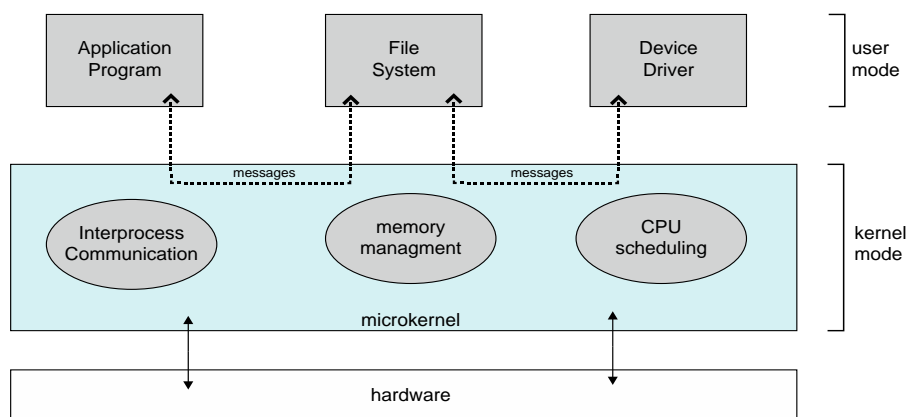 Application
Program
File
System
Device
Driver
user
mode
messages
messages
Interprocess
Communication
memory
managment
CPU
scheduling
kernel
mode
microkernel
hardware